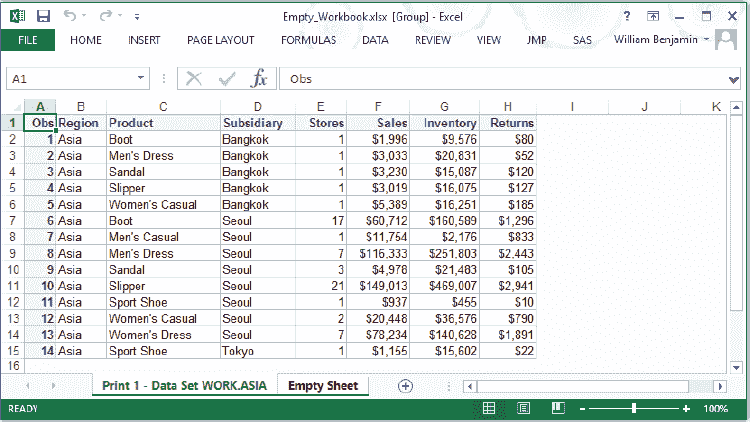 Empty_Workbook.xlsx [Group] - Excel
FILE HOME INSERT PAGE LAYOUT FORMULAS DATA REVIEW VIEW JMP SAS William Benjamin
A1 fx Obs
A B C D E F G H I J K
1 Obs Region Product Subsidiary Stores Sales Inventory Returns
2 1 Asia Boot Bangkok 1 $1,996 $9,576 $80
3 2 Asia Men's Dress Bangkok 1 $3,033 $20,831 $52
4 3 Asia Sandal Bangkok 1 $3,230 $15,087 $120
5 4 Asia Slipper Bangkok 1 $3,019 $16,075 $127
6 5 Asia Women's Casual Bangkok 1 $5,389 $16,251 $185
7 6 Asia Boot Seoul 17 $60,712 $160,589 $1,296
8 7 Asia Men's Casual Seoul 1 $11,754 $2,176 $833
9 8 Asia Men's Dress Seoul 7 $116,333 $251,803 $2,443
10 9 Asia Sandal Seoul 3 $4,978 $21,483 $105
11 10 Asia Slipper Seoul 21 $149,013 $469,007 $2,941
12 11 Asia Sport Shoe Seoul 1 $937 $455 $10
13 12 Asia Women's Casual Seoul 2 $20,448 $36,576 $790
14 13 Asia Women's Dress Seoul 7 $78,234 $140,628 $1,891
15 14 Asia Sport Shoe Tokyo 1 $1,155 $15,602 $22
16
Print 1 - Data Set WORK.ASIA Empty Sheet
READY 100%